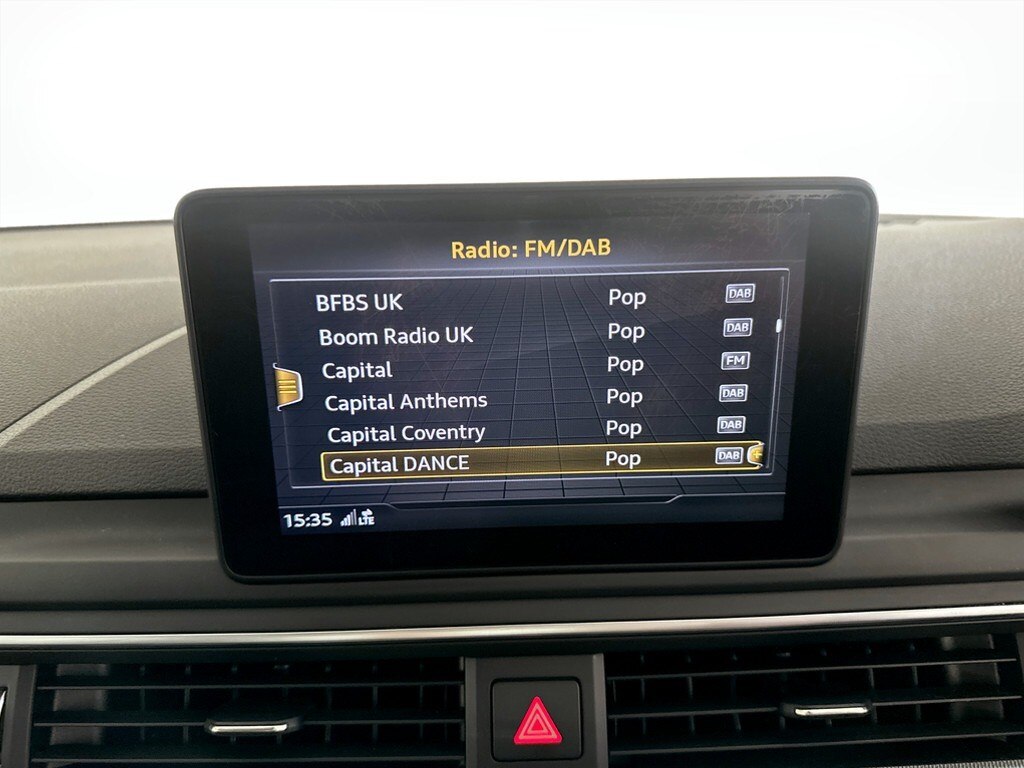 Radio: FM/DAB
BFBS UK Pop DAB
Boom Radio UK Pop DAB
Capital Pop FM
Capital Anthems Pop DAB
Capital Coventry Pop DAB
Capital DANCE Pop DAB
15:35 LTE